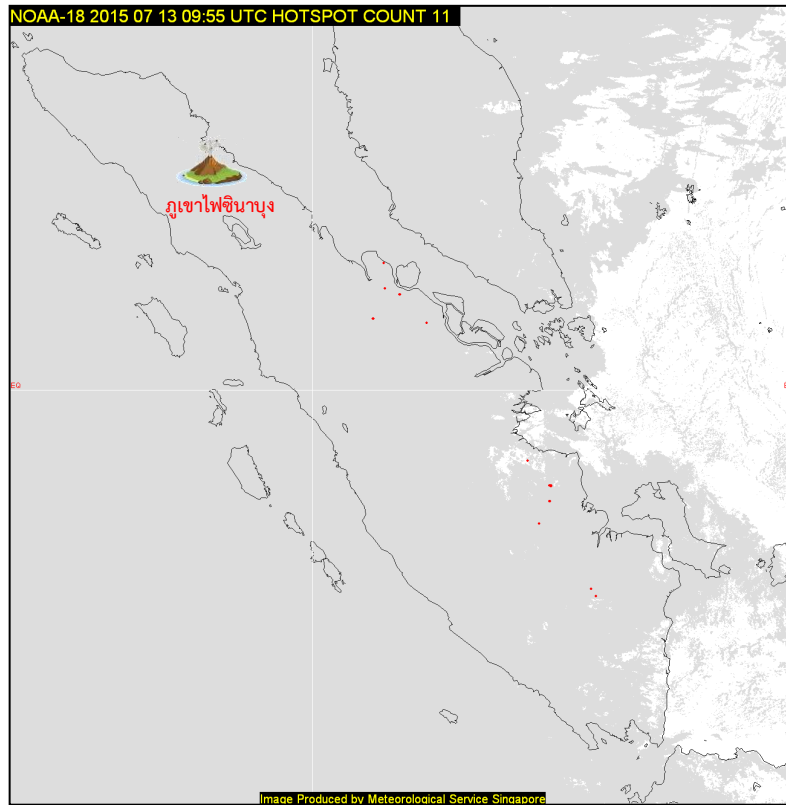 NOAA-18 2015 07 13 09:55 UTC HOTSPOT COUNT 11
ภูเขาไฟซินาบุง
EQ
E
Image Produced by Meteorological Service Singapore